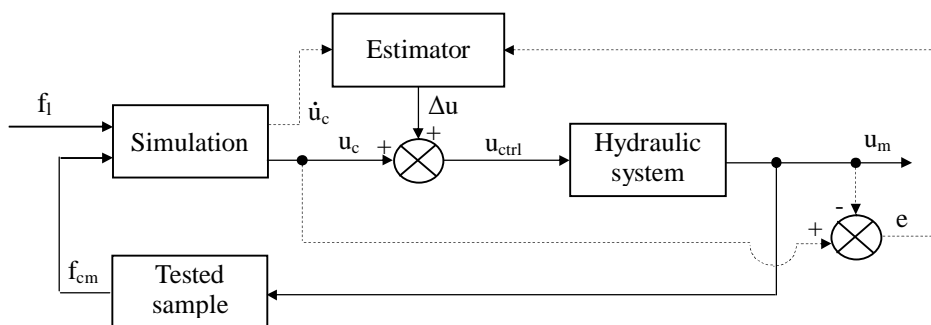 Estimator
f_l
Simulation
u̇_c
Δu
+
u_c
+
u_ctrl
Hydraulic
system
u_m
-
+
e
f_cm
Tested
sample